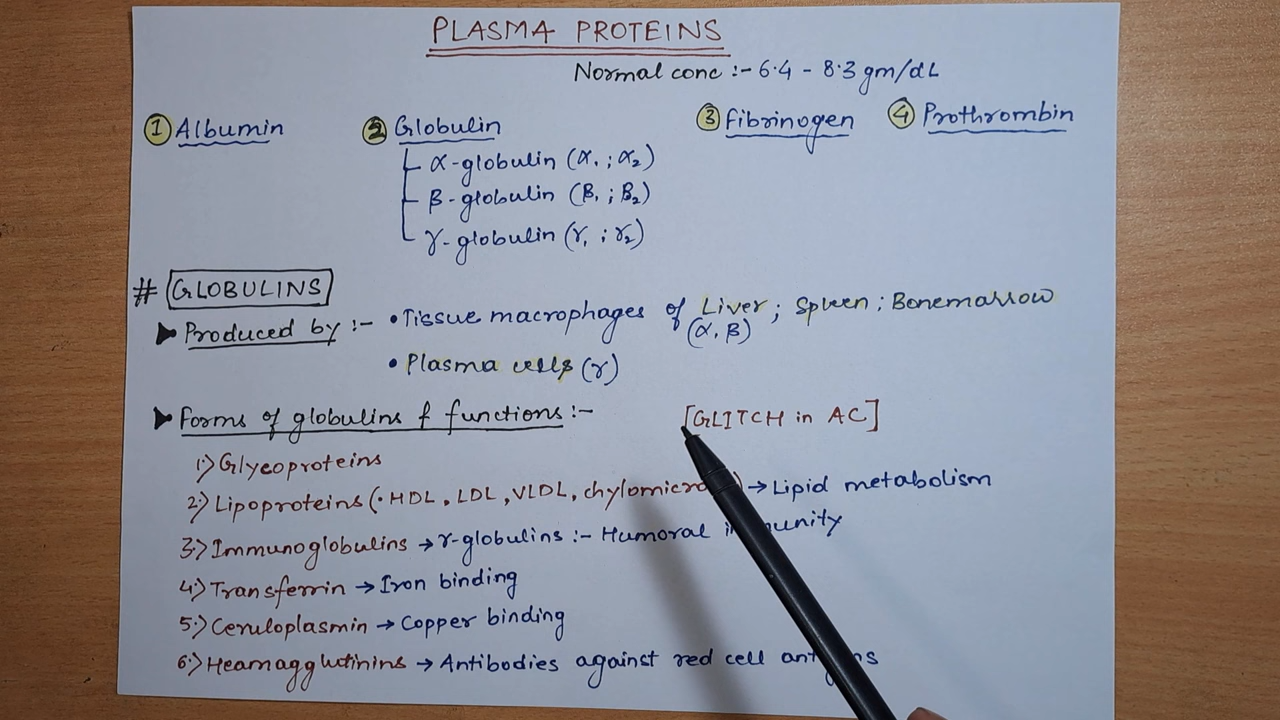 PLASMA PROTEINS
Normal conc :- 6.4 - 8.3 gm/dL
① Albumin ② Globulin ③ Fibrinogen ④ Prothrombin
α-globulin (α₁ ; α₂)
β-globulin (β₁ ; β₂)
γ-globulin (γ₁ ; γ₂)
# GLOBULINS
➤ Produced by :- • Tissue macrophages of Liver ; Spleen ; Bonemarrow
(α, β)
• Plasma cells (γ)
➤ Forms of globulins & functions :- [GLITCH in AC]
1.) Glycoproteins
2.) Lipoproteins (• HDL, LDL, VLDL, → Lipid metabolism
3.) Immunoglobulins → γ-globulins :- Humoral
4.) Transferrin → Iron binding
5.) Ceruloplasmin → Copper binding
6.) Heamagglutinins → Antibodies against red cell